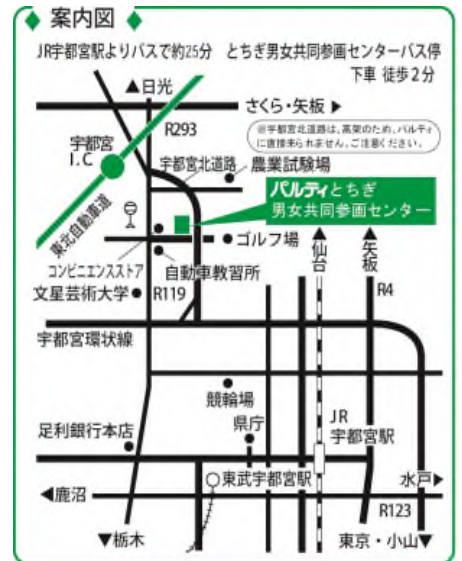 案内図
JR宇都宮駅よりバスで約25分 とちぎ男女共同参画センターバス停
下車 徒歩2分
▲日光
さくら・矢板▶
R293
※宇都宮北道路は、高架のため、パルティ
に直接来られません。ご注意ください。
宇都宮
I.C
宇都宮北道路
農業試験場
パルティとちぎ
男女共同参画センター
東北自動車道
ゴルフ場
▲仙台
▲矢板
コンビニエンスストア
自動車教習所
文星芸術大学
R119
R4
宇都宮環状線
競輪場
県庁
足利銀行本店
JR
宇都宮駅
東武宇都宮駅
水戸▶
◀鹿沼
R123
▼栃木
東京・小山▼